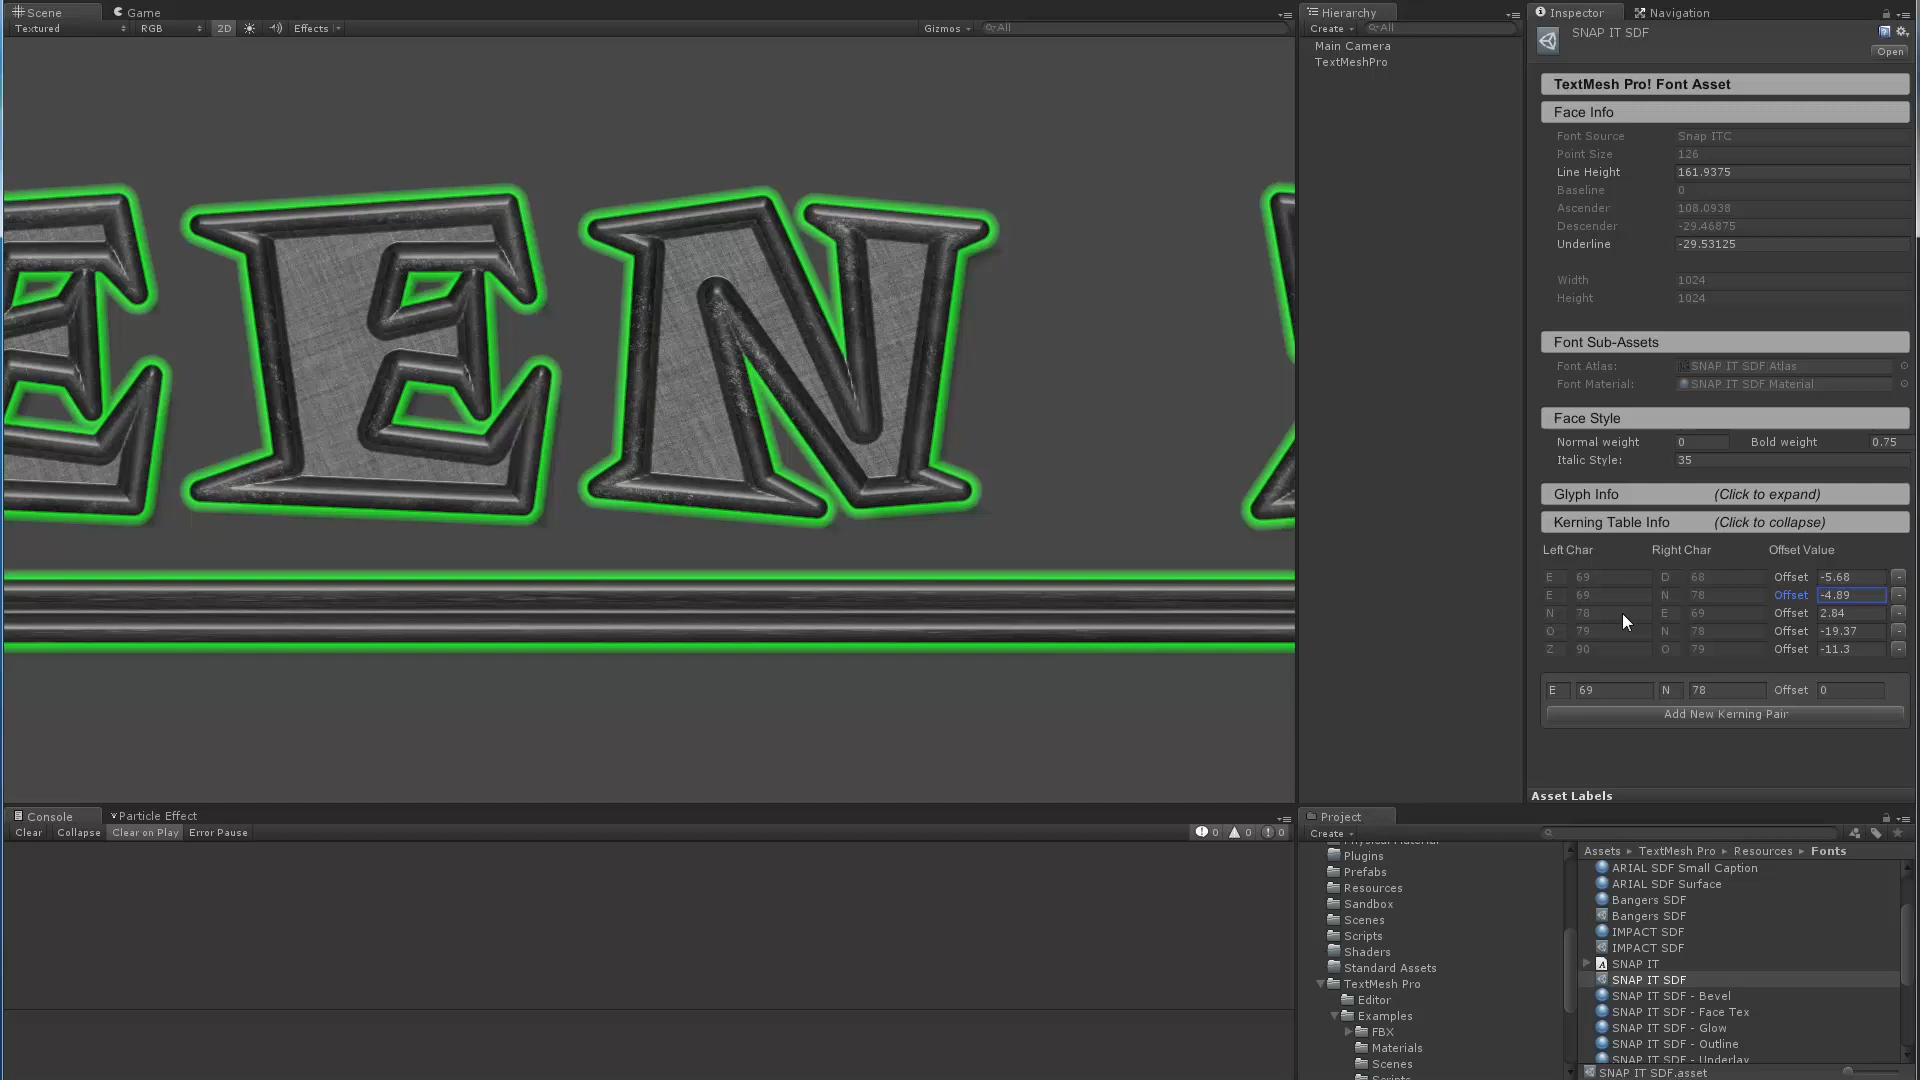 Scene
Game
Textured
RGB
2D
Effects
Gizmos
All
EEN
Console
Particle Effect
Clear
Collapse
Clear on Play
Error Pause
0
0
0
Hierarchy
Create
All
Main Camera
TextMeshPro
Inspector
Navigation
SNAP IT SDF
Open
TextMesh Pro! Font Asset
Face Info
Font Source Snap ITC
Point Size 126
Line Height 161.9375
Baseline 0
Ascender 108.0938
Descender -29.46875
Underline -29.53125
Width 1024
Height 1024
Font Sub-Assets
Font Atlas: SNAP IT SDF Atlas
Font Material: SNAP IT SDF Material
Face Style
Normal weight 0 Bold weight 0.75
Italic Style: 35
Glyph Info (Click to expand)
Kerning Table Info (Click to collapse)
Left Char Right Char Offset Value
E 69 D 68 Offset -5.68 -
E 69 N 78 Offset -4.89 -
N 78 E 69 Offset 2.84 -
O 79 N 78 Offset -19.37 -
Z 90 O 79 Offset -11.3 -
E 69 N 78 Offset 0
Add New Kerning Pair
Asset Labels
Project
Create
Plugins
Prefabs
Resources
Sandbox
Scenes
Scripts
Shaders
Standard Assets
TextMesh Pro
Editor
Examples
FBX
Materials
Scenes
Assets ▸ TextMesh Pro ▸ Resources ▸ Fonts
ARIAL SDF Small Caption
ARIAL SDF Surface
Bangers SDF
Bangers SDF
IMPACT SDF
IMPACT SDF
SNAP IT
SNAP IT SDF
SNAP IT SDF - Bevel
SNAP IT SDF - Face Tex
SNAP IT SDF - Glow
SNAP IT SDF - Outline
SNAP IT SDF - Underlay
SNAP IT SDF.asset